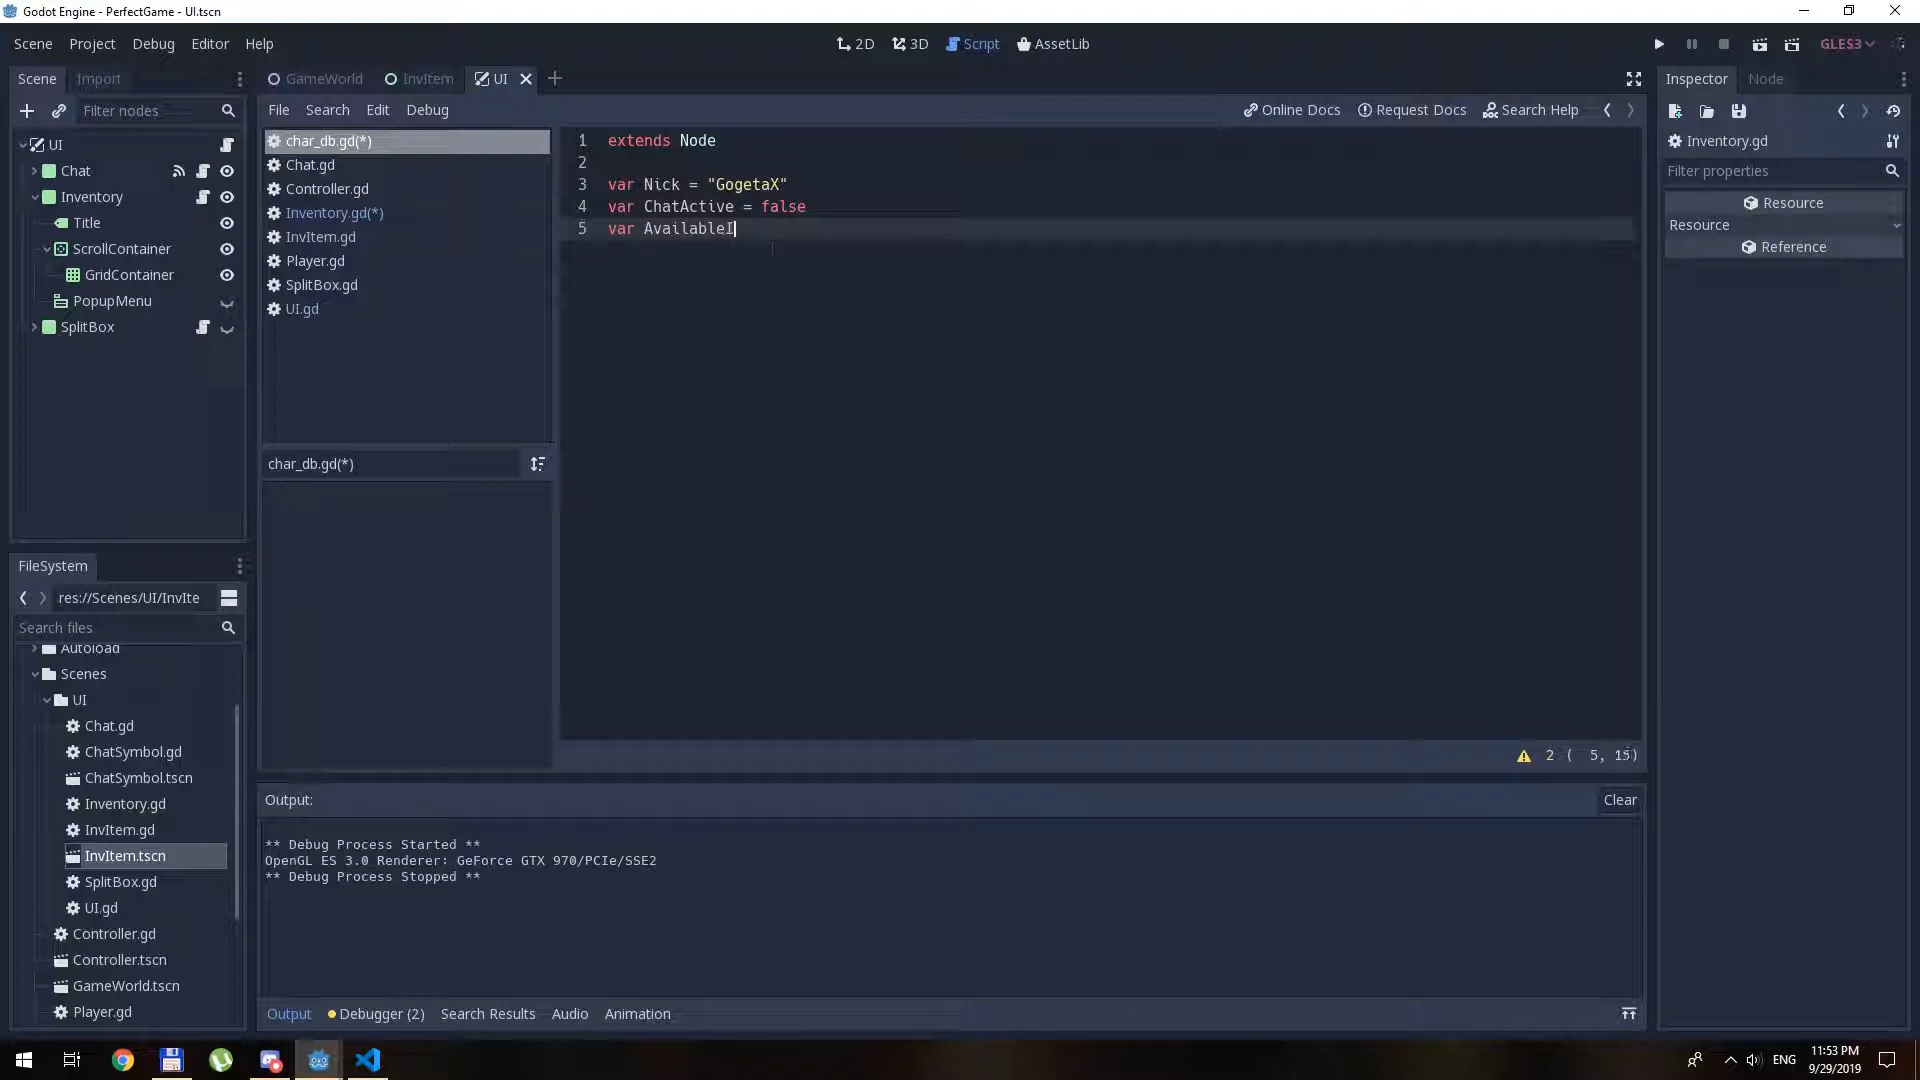 Godot Engine - PerfectGame - UI.tscn
Scene Project Debug Editor Help
2D 3D Script AssetLib
GLES3
Scene Import
GameWorld InvItem UI
Inspector Node
Filter nodes
File Search Edit Debug
Online Docs Request Docs Search Help
UI
Chat
Inventory
Title
ScrollContainer
GridContainer
PopupMenu
SplitBox
char_db.gd(*)
Chat.gd
Controller.gd
Inventory.gd(*)
InvItem.gd
Player.gd
SplitBox.gd
UI.gd
char_db.gd(*)
1 extends Node
2
3 var Nick = "GogetaX"
4 var ChatActive = false
5 var AvailableI
2 ( 5, 15)
Inventory.gd
Filter properties
Resource
Resource
Reference
FileSystem
res://Scenes/UI/InvIte
Search files
Autoload
Scenes
UI
Chat.gd
ChatSymbol.gd
ChatSymbol.tscn
Inventory.gd
InvItem.gd
InvItem.tscn
SplitBox.gd
UI.gd
Controller.gd
Controller.tscn
GameWorld.tscn
Player.gd
Output:
Clear
** Debug Process Started **
OpenGL ES 3.0 Renderer: GeForce GTX 970/PCIe/SSE2
** Debug Process Stopped **
Output Debugger (2) Search Results Audio Animation
ENG
11:53 PM
9/29/2019